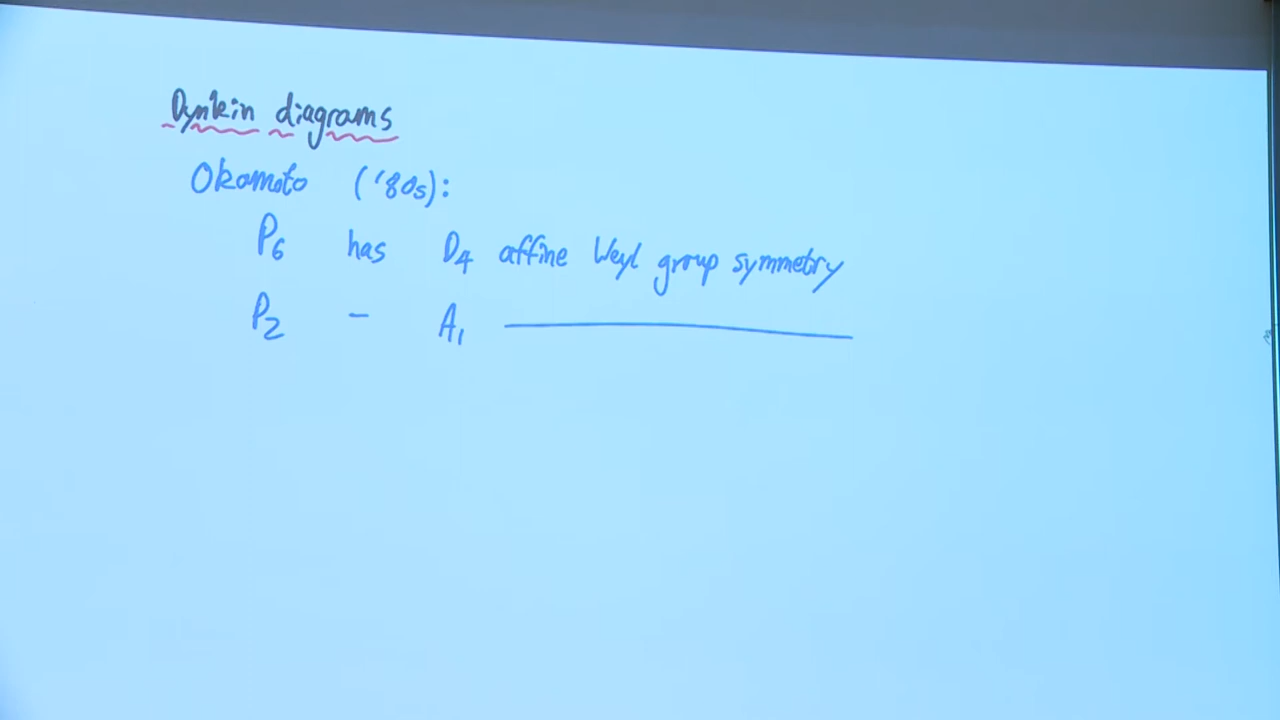 Dynkin diagrams
Okamoto ('80s):
P₆ has D₄ affine Weyl group symmetry
P₂ - A₁ ————